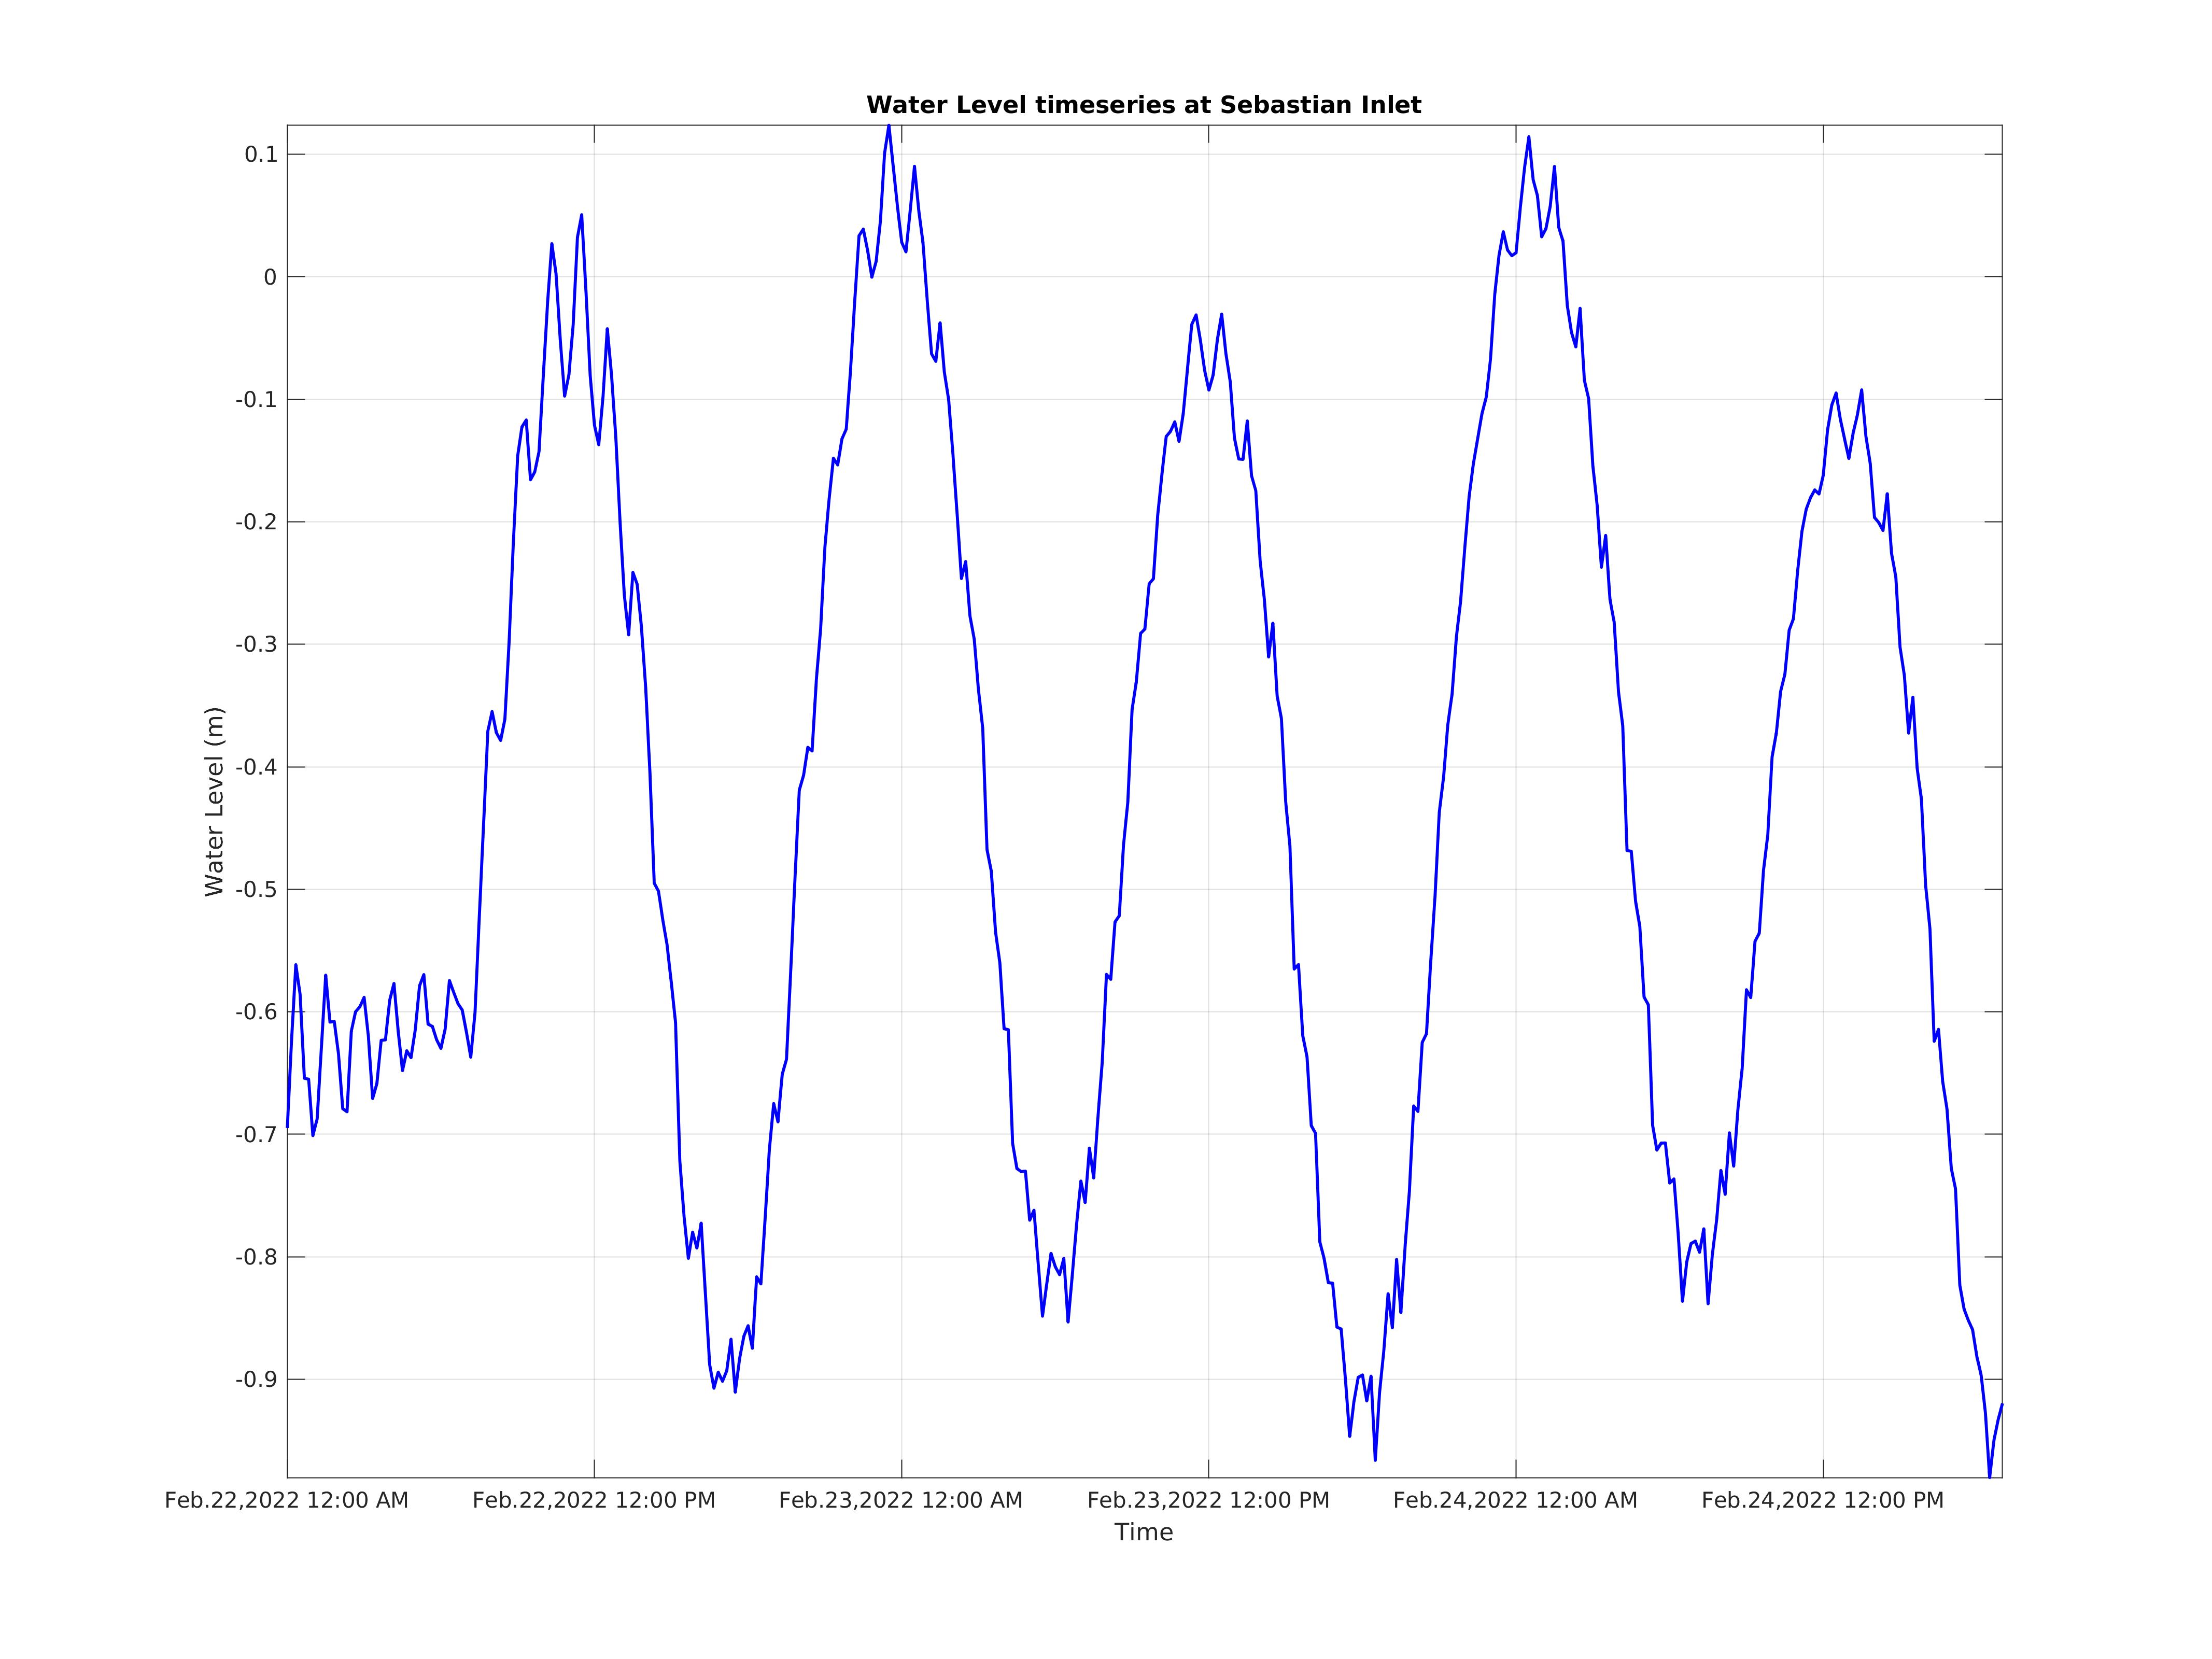 Water Level timeseries at Sebastian Inlet
0.1
0
-0.1
-0.2
-0.3
-0.4
-0.5
-0.6
-0.7
-0.8
-0.9
Water Level (m)
Feb.22,2022 12:00 AM
Feb.22,2022 12:00 PM
Feb.23,2022 12:00 AM
Feb.23,2022 12:00 PM
Feb.24,2022 12:00 AM
Feb.24,2022 12:00 PM
Time